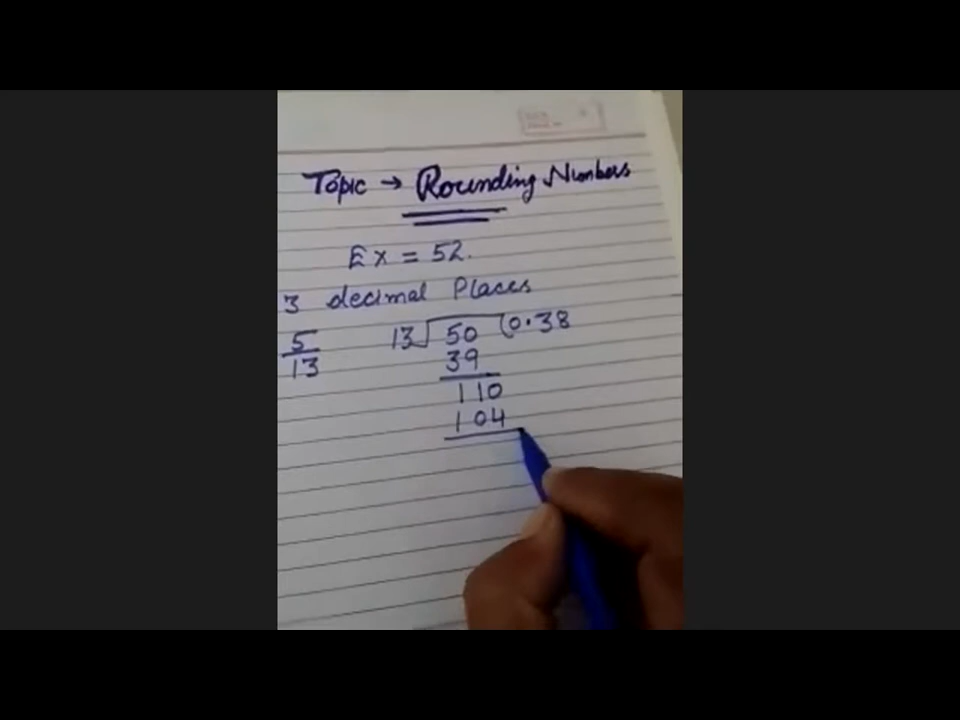 Topic → Rounding Numbers
Ex = 52.
3 decimal Places
5
13
13 50 0.38
39
110
104